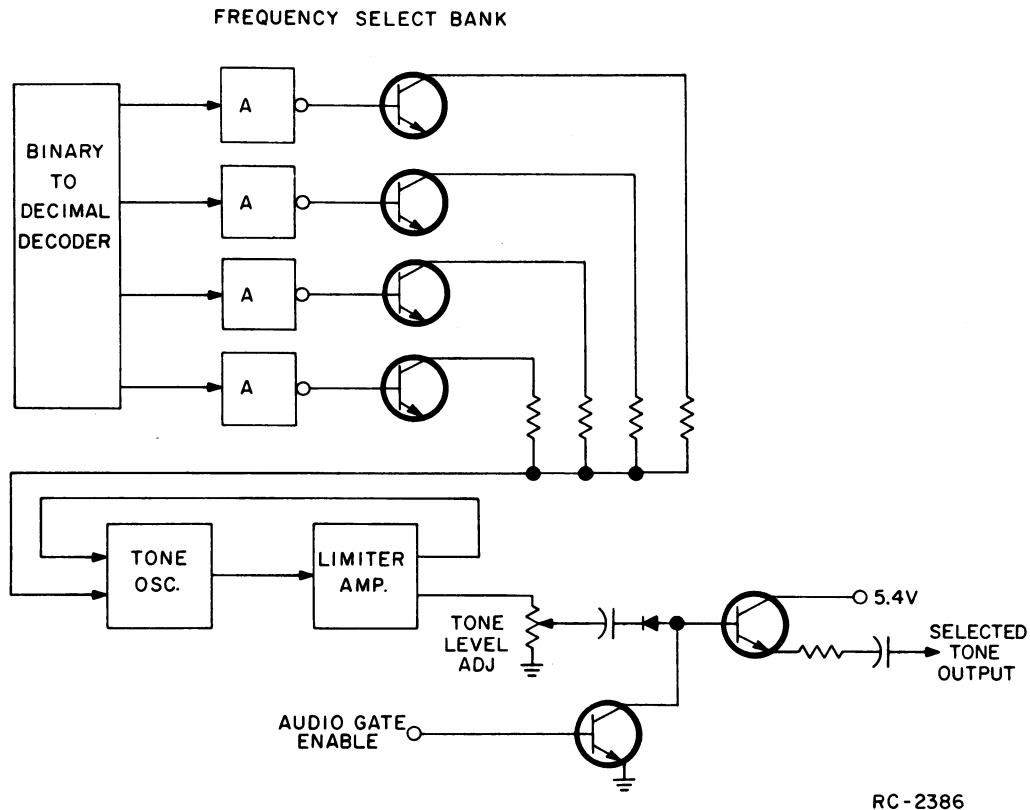 FREQUENCY SELECT BANK
BINARY
TO
DECIMAL
DECODER
A
A
A
A
TONE
OSC.
LIMITER
AMP.
TONE
LEVEL
ADJ
5.4V
SELECTED
TONE
OUTPUT
AUDIO GATE
ENABLE
RC-2386